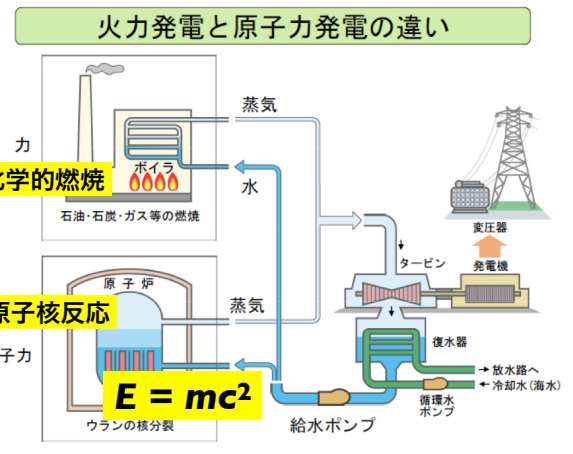 火力発電と原子力発電の違い
蒸気
力
ボイラ
化学的燃焼
水
石油・石炭・ガス等の燃焼
変圧器
タービン
発電機
原子炉
蒸気
原子核反応
子力
復水器
放水路へ
冷却水(海水)
循環水
ポンプ
E = mc²
ウランの核分裂
給水ポンプ